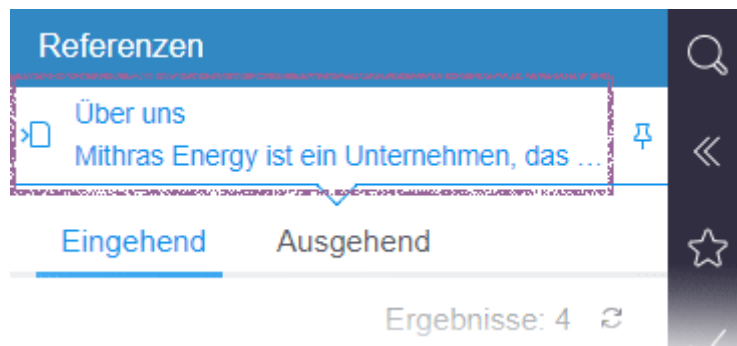 Referenzen
Über uns
Mithras Energy ist ein Unternehmen, das ...
Eingehend Ausgehend
Ergebnisse: 4